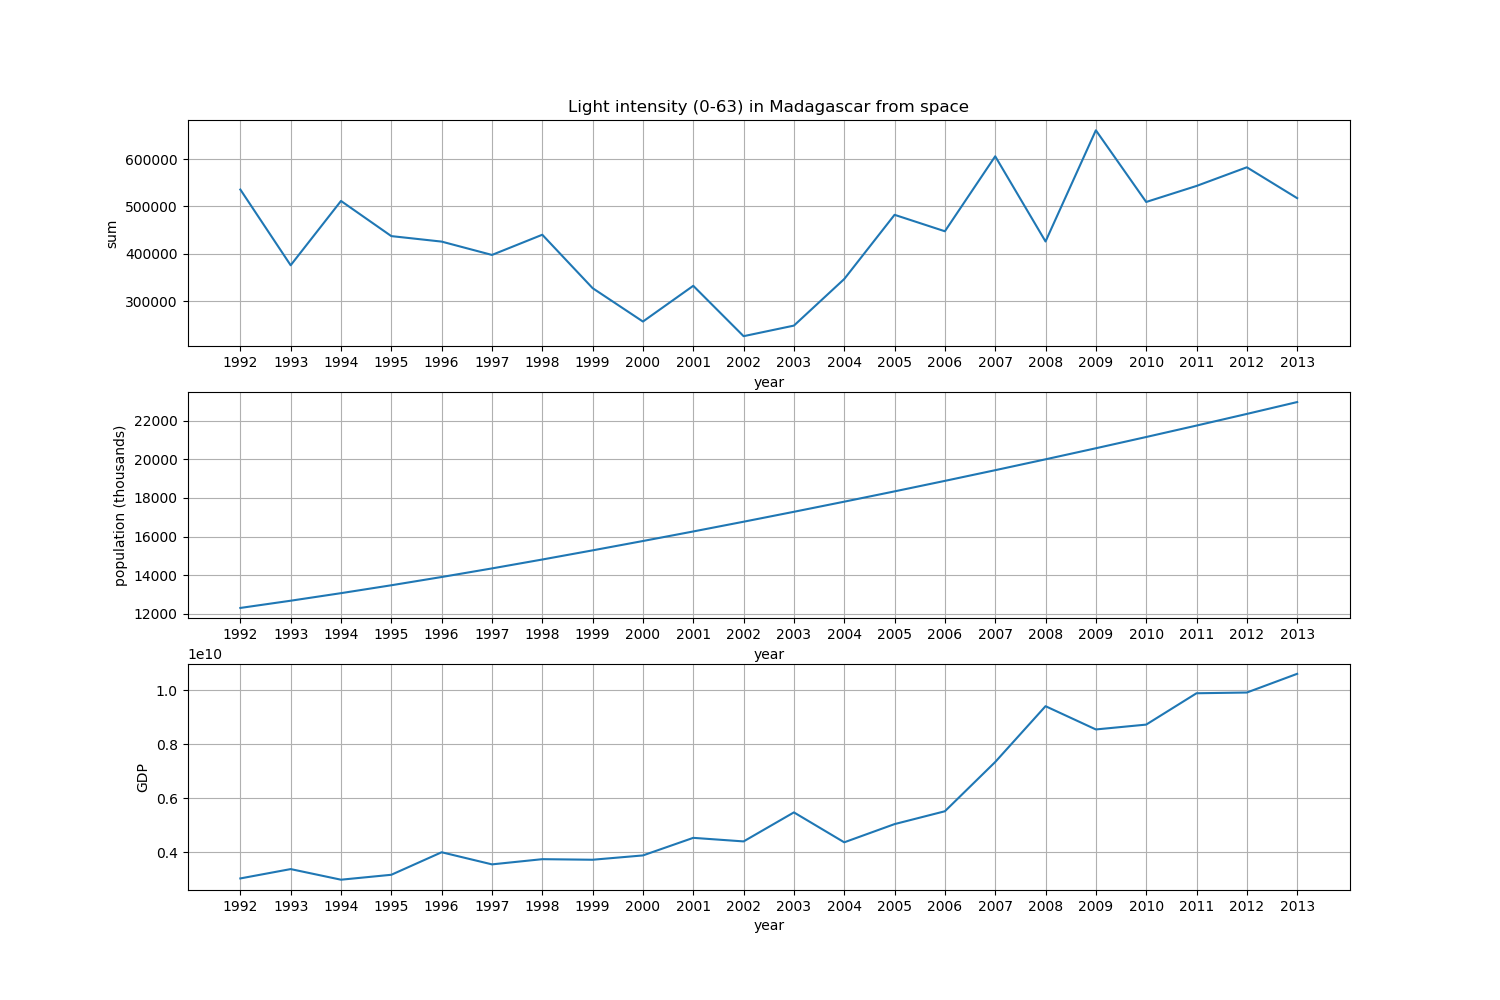 Light intensity (0-63) in Madagascar from space
600000
500000
400000
300000
sum
1992 1993 1994 1995 1996 1997 1998 1999 2000 2001 2002 2003 2004 2005 2006 2007 2008 2009 2010 2011 2012 2013
year
22000
20000
18000
16000
14000
12000
population (thousands)
1992 1993 1994 1995 1996 1997 1998 1999 2000 2001 2002 2003 2004 2005 2006 2007 2008 2009 2010 2011 2012 2013
year
1e10
1.0
0.8
0.6
0.4
GDP
1992 1993 1994 1995 1996 1997 1998 1999 2000 2001 2002 2003 2004 2005 2006 2007 2008 2009 2010 2011 2012 2013
year